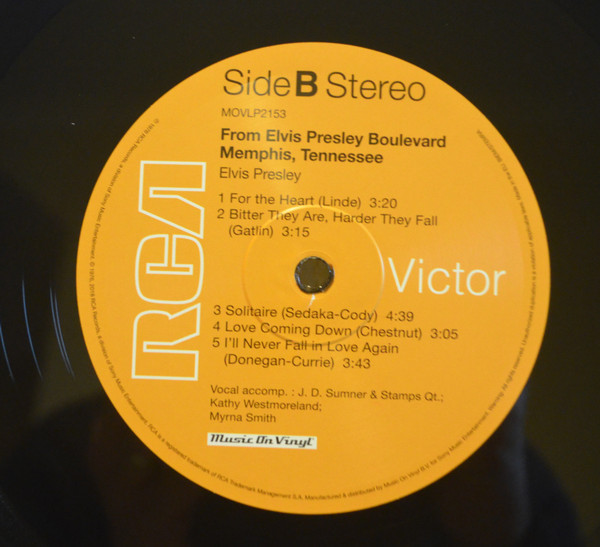 Side B Stereo
MOVLP2153
From Elvis Presley Boulevard
Memphis, Tennessee
Elvis Presley
1 For the Heart (Linde) 3:20
2 Bitter They Are, Harder They Fall
(Gatlin) 3:15
RCA
Victor
3 Solitaire (Sedaka-Cody) 4:39
4 Love Coming Down (Chestnut) 3:05
5 I'll Never Fall in Love Again
(Donegan-Currie) 3:43
Vocal accomp. : J. D. Sumner & Stamps Qt.;
Kathy Westmoreland;
Myrna Smith
Music On Vinyl